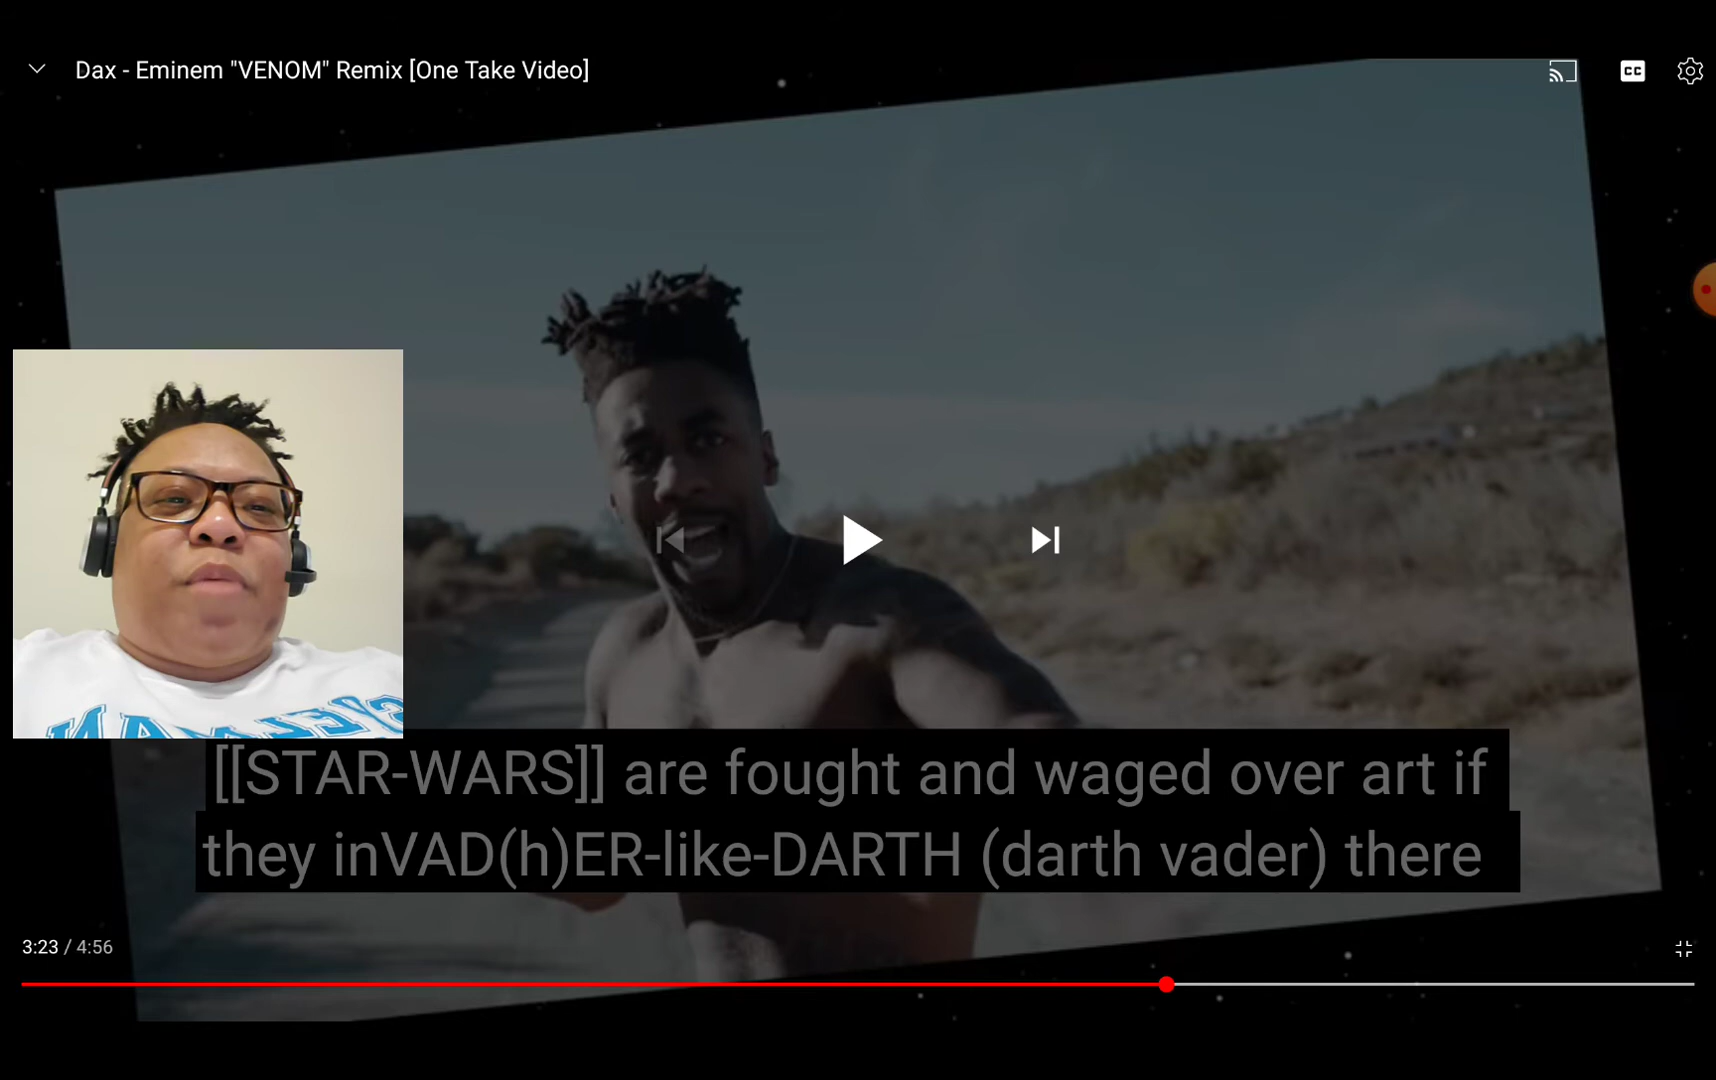 Dax - Eminem "VENOM" Remix [One Take Video]
CC
[[STAR-WARS]] are fought and waged over art if
they inVAD(h)ER-like-DARTH (darth vader) there
3:23 / 4:56